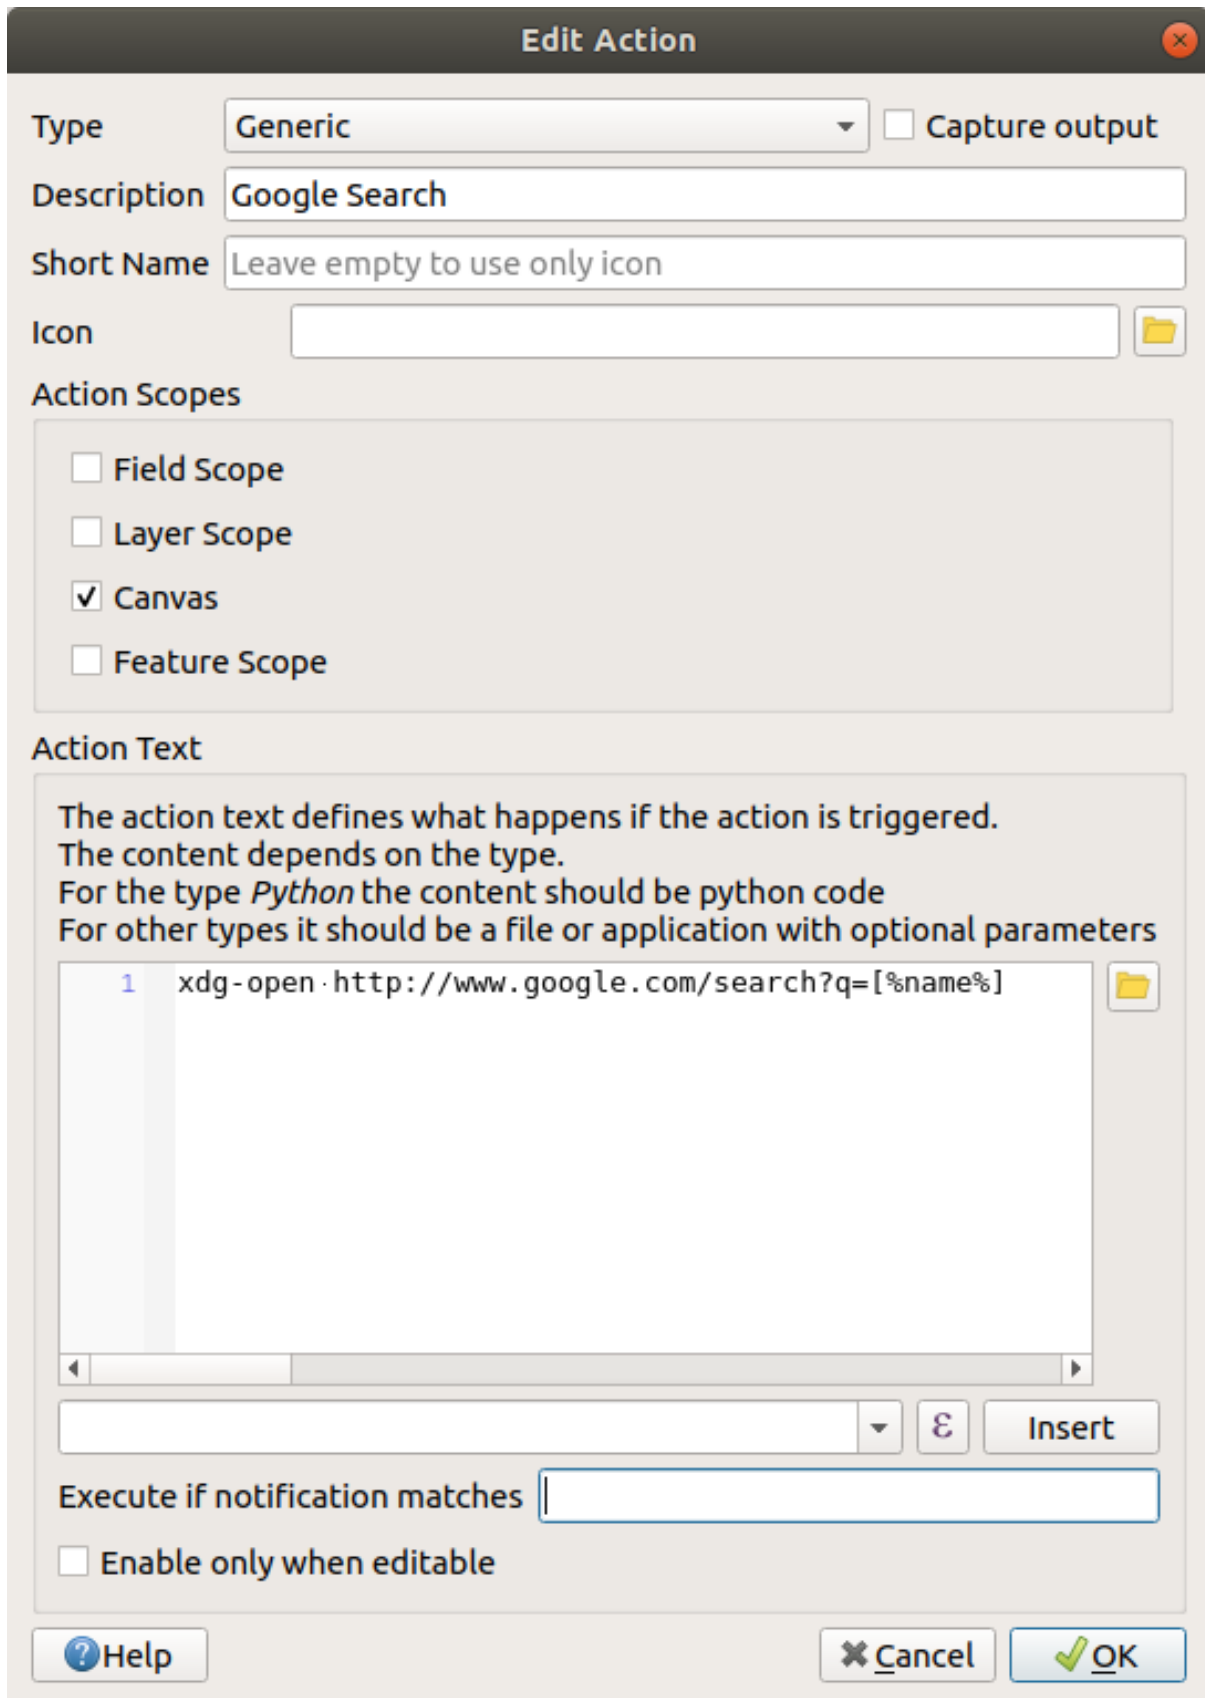 Edit Action
Type Generic Capture output
Description Google Search
Short Name Leave empty to use only icon
Icon
Action Scopes
Field Scope
Layer Scope
Canvas
Feature Scope
Action Text
The action text defines what happens if the action is triggered.
The content depends on the type.
For the type Python the content should be python code
For other types it should be a file or application with optional parameters
1 xdg-open·http://www.google.com/search?q=[%name%]
ε Insert
Execute if notification matches
Enable only when editable
?Help Cancel OK